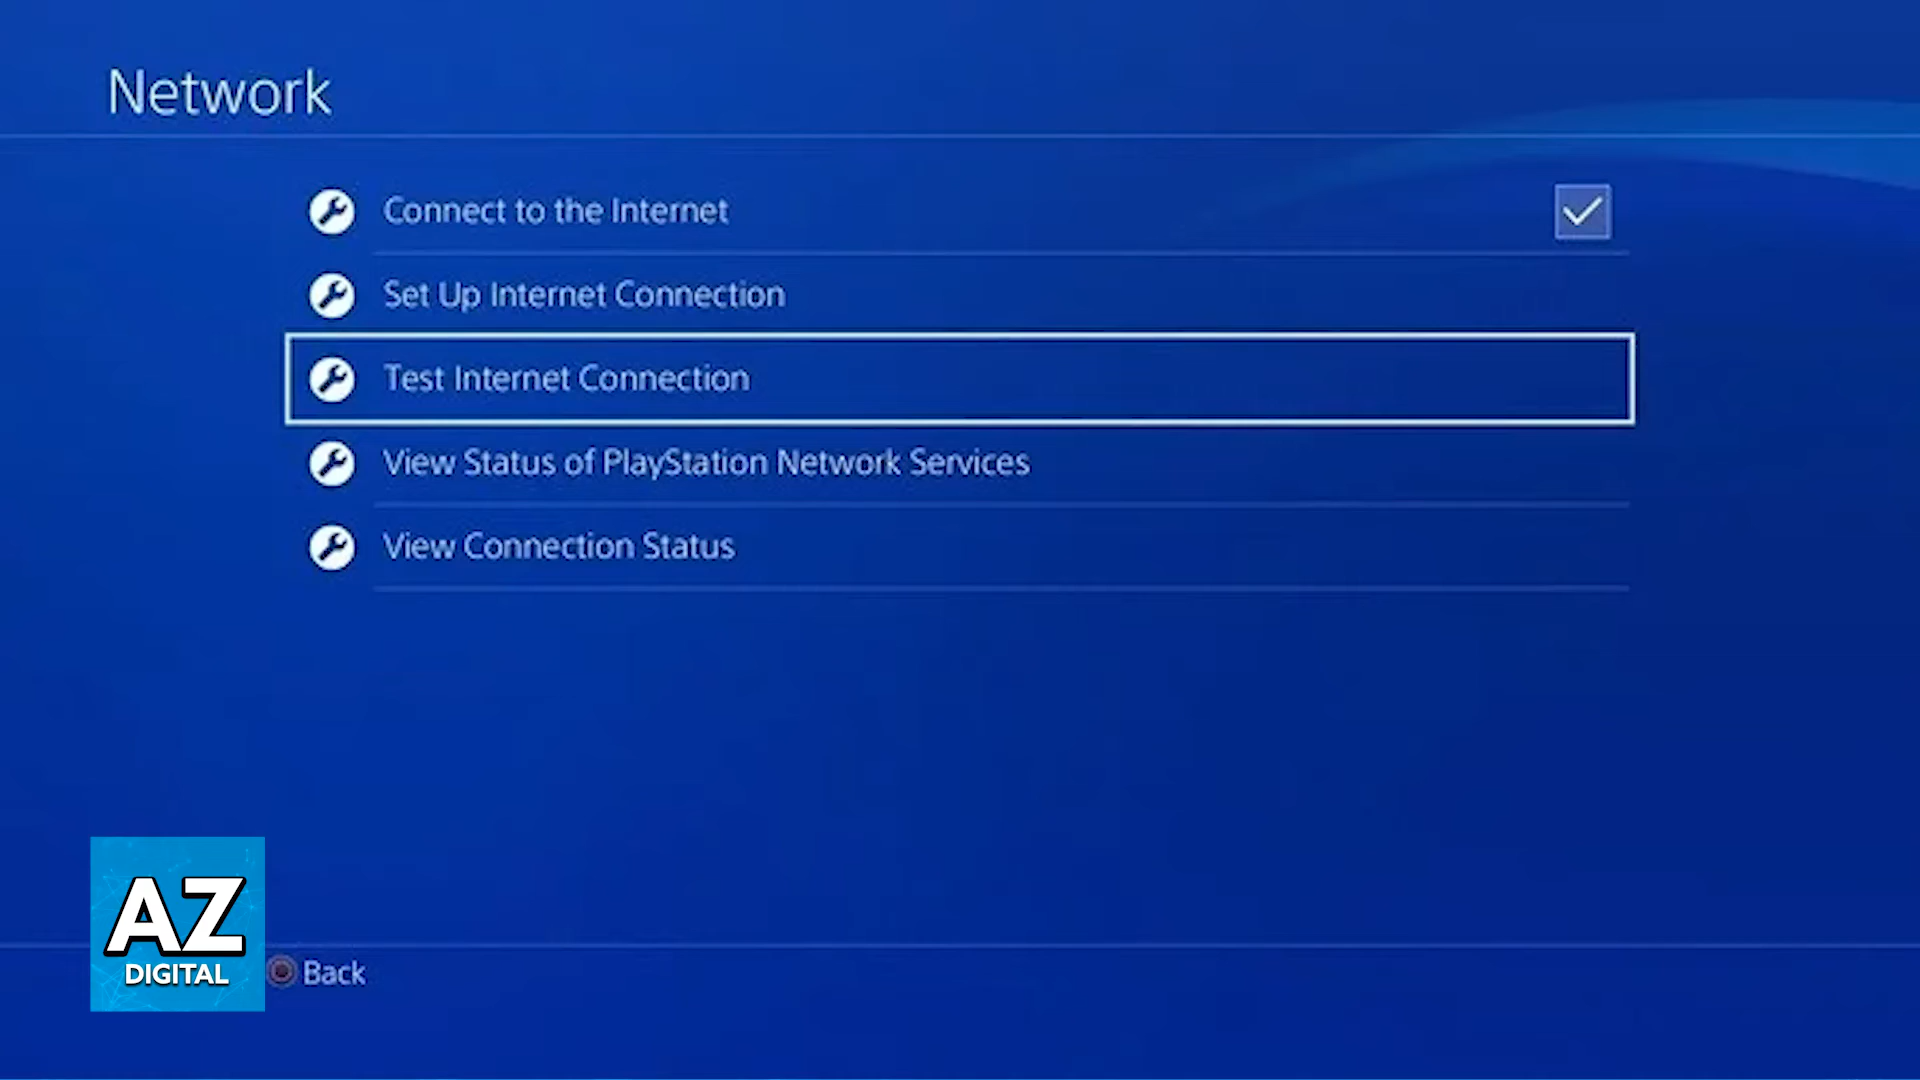 Network
Connect to the Internet
Set Up Internet Connection
Test Internet Connection
View Status of PlayStation Network Services
View Connection Status
AZ
DIGITAL
Back